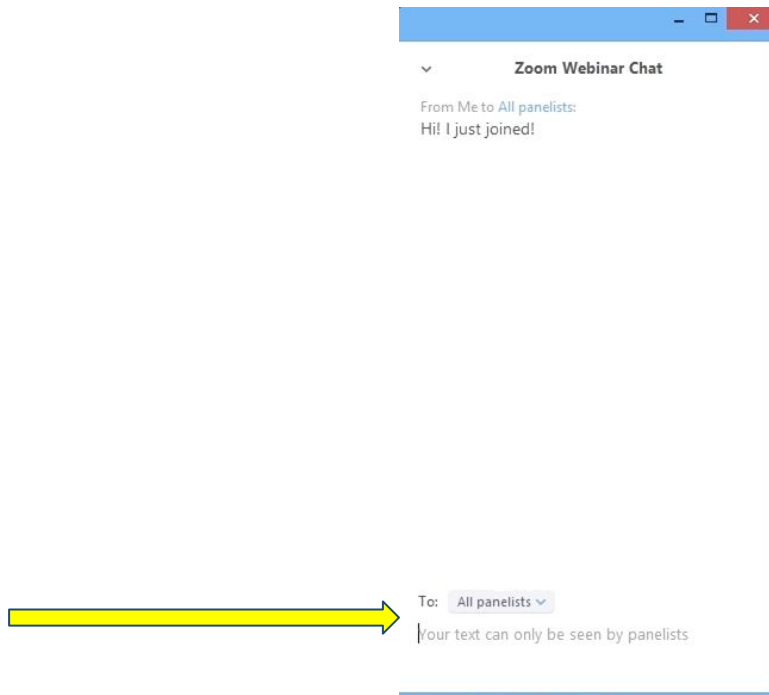 Zoom Webinar Chat
From Me to All panelists:
Hi! I just joined!
To: All panelists
Your text can only be seen by panelists